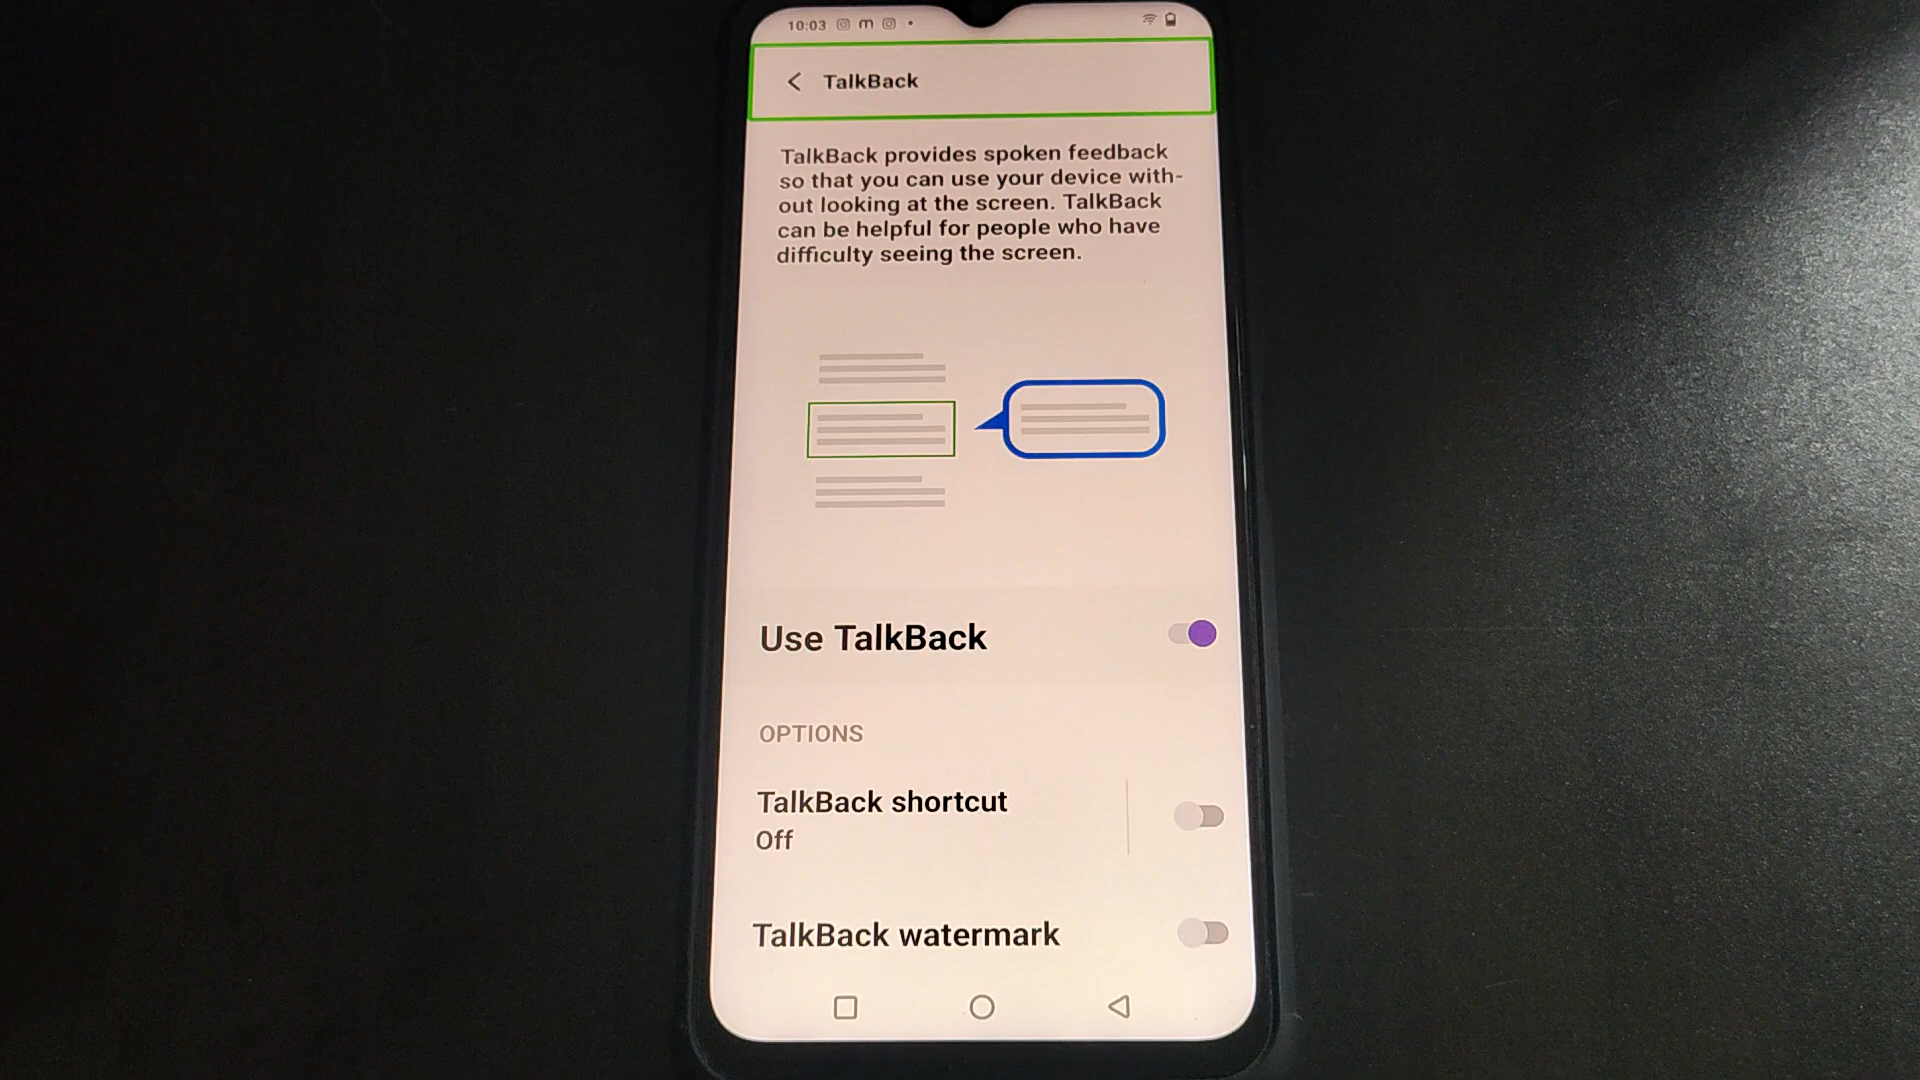 10:03
TalkBack
TalkBack provides spoken feedback
so that you can use your device with-
out looking at the screen. TalkBack
can be helpful for people who have
difficulty seeing the screen.
Use TalkBack
OPTIONS
TalkBack shortcut
Off
TalkBack watermark